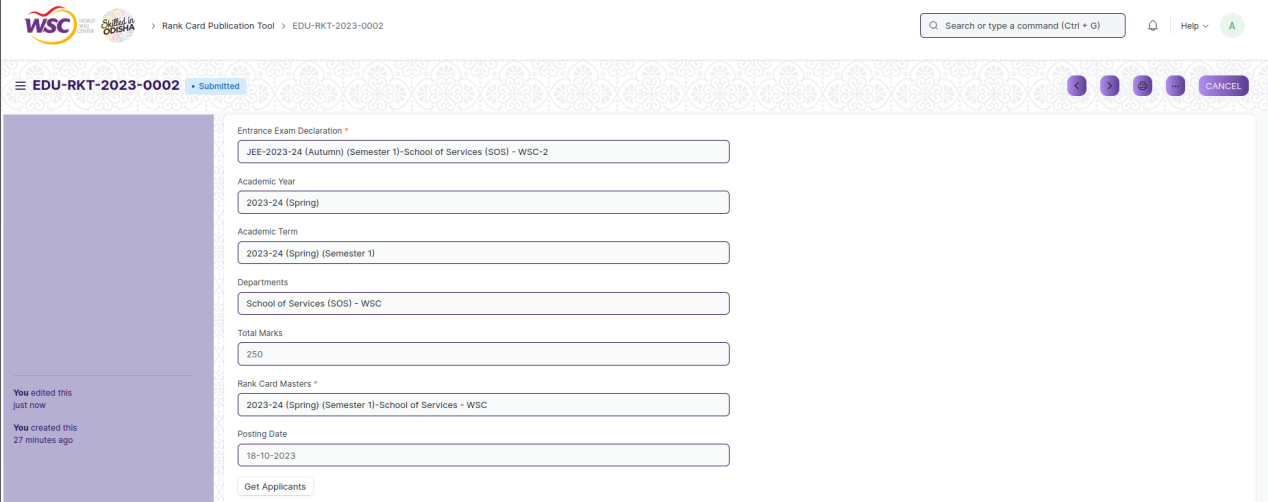 WSC WORLD SKILL CENTER Skilled in ODISHA > Rank Card Publication Tool > EDU-RKT-2023-0002 Search or type a command (Ctrl + G) Help A
EDU-RKT-2023-0002 • Submitted CANCEL
Entrance Exam Declaration *
JEE-2023-24 (Autumn) (Semester 1)-School of Services (SOS) - WSC-2
Academic Year
2023-24 (Spring)
Academic Term
2023-24 (Spring) (Semester 1)
Departments
School of Services (SOS) - WSC
Total Marks
250
Rank Card Masters *
2023-24 (Spring) (Semester 1)-School of Services - WSC
Posting Date
18-10-2023
Get Applicants
You edited this
just now
You created this
27 minutes ago